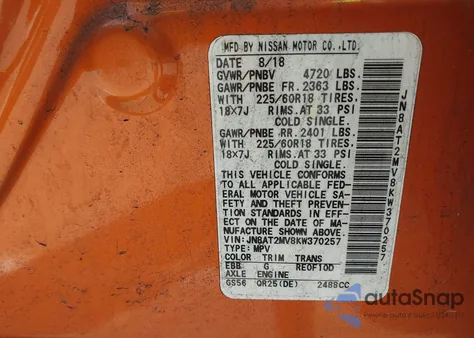 MFD BY NISSAN MOTOR CO.,LTD.
DATE 8/18
GVWR/PNBV 4720 LBS.
GAWR/PNBE FR. 2363 LBS.
WITH 225/60R18 TIRES,
18X7J RIMS.AT 33 PSI
COLD SINGLE.
GAWR/PNBE RR. 2401 LBS.
WITH 225/60R18 TIRES,
18X7J RIMS.AT 33 PSI
COLD SINGLE.
THIS VEHICLE CONFORMS
TO ALL APPLICABLE FED-
ERAL MOTOR VEHICLE SA-
FETY AND THEFT PREVENT-
ION STANDARDS IN EFF-
ECT ON THE DATE OF MA-
NUFACTURE SHOWN ABOVE.
VIN:JN8AT2MV8KW370257
TYPE: MPV
COLOR TRIM TRANS
EBB G RE0F10D
AXLE ENGINE
GS56 QR25(DE) 2488CC
JN8AT2MV8KW370257
autoSnap